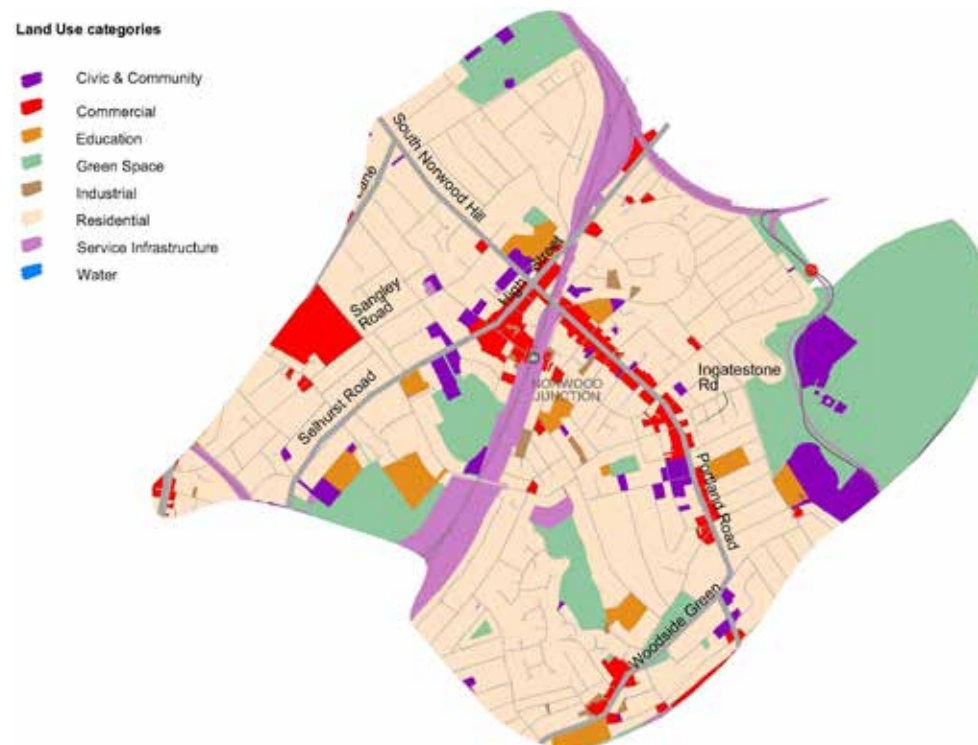 Land Use categories
Civic & Community
Commercial
Education
Green Space
Industrial
Residential
Service Infrastructure
Water
South Norwood Hill
High Street
Sangley
Road
Selhurst Road
NORWOOD
JUNCTION
Ingatestone
Rd
Portland Road
Woodside Green